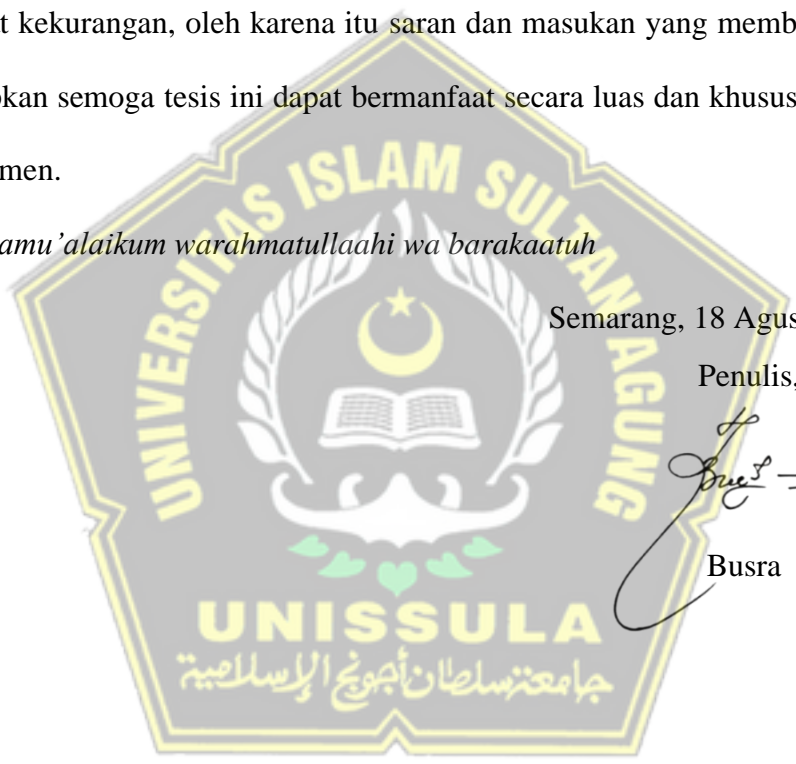 t kekurangan, oleh karena itu saran dan masukan yang memb
kan semoga tesis ini dapat bermanfaat secara luas dan khusus
men.
amu’alaikum warahmatullaahi wa barakaatuh
Semarang, 18 Agus
Penulis,
Busra
UNIVERSITAS ISLAM SULTAN AGUNG
UNISSULA
جامعة سلطان أجونج الإسلامية